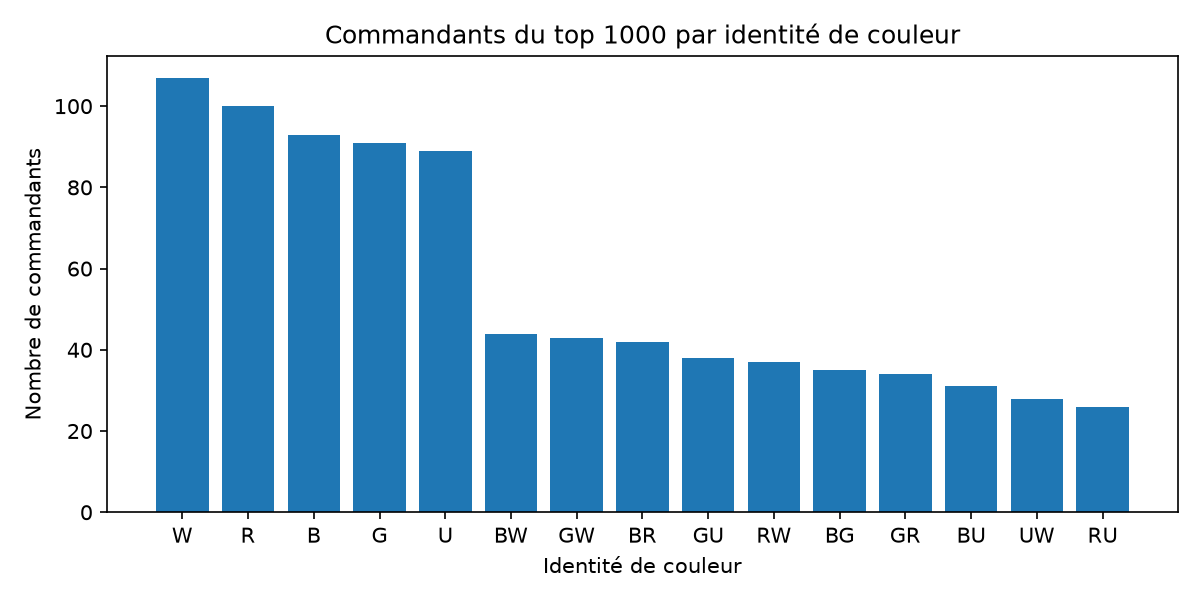 Commandants du top 1000 par identité de couleur
Nombre de commandants
100
80
60
40
20
0
W R B G U BW GW BR GU RW BG GR BU UW RU
Identité de couleur